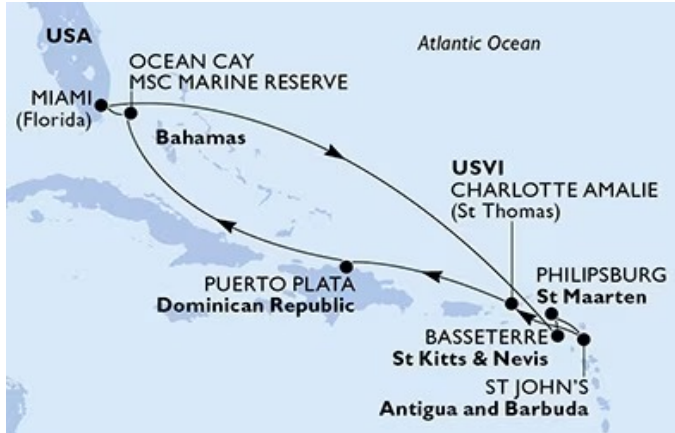 USA
Atlantic Ocean
OCEAN CAY
MSC MARINE RESERVE
MIAMI
(Florida)
Bahamas
USVI
CHARLOTTE AMALIE
(St Thomas)
PHILIPSBURG
St Maarten
PUERTO PLATA
Dominican Republic
BASSETERRE
St Kitts & Nevis
ST JOHN'S
Antigua and Barbuda